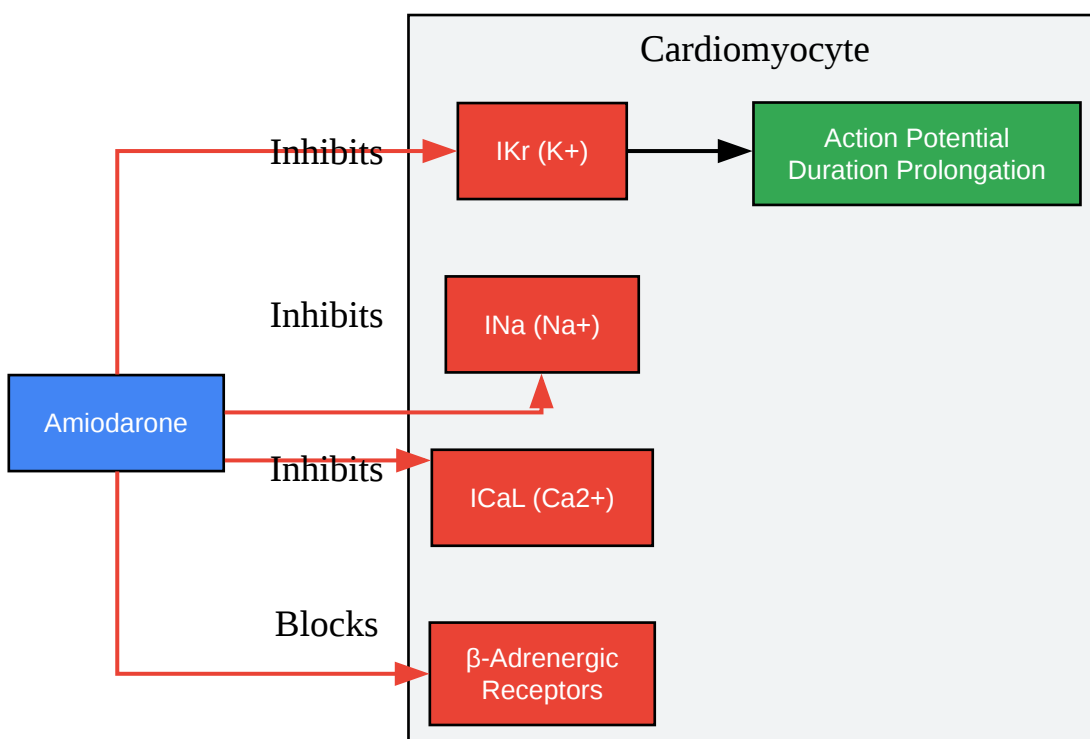 Cardiomyocyte
Inhibits
IKr (K+)
Action Potential
Duration Prolongation
Inhibits
INa (Na+)
Amiodarone
Inhibits
ICaL (Ca2+)
Blocks
β-Adrenergic
Receptors